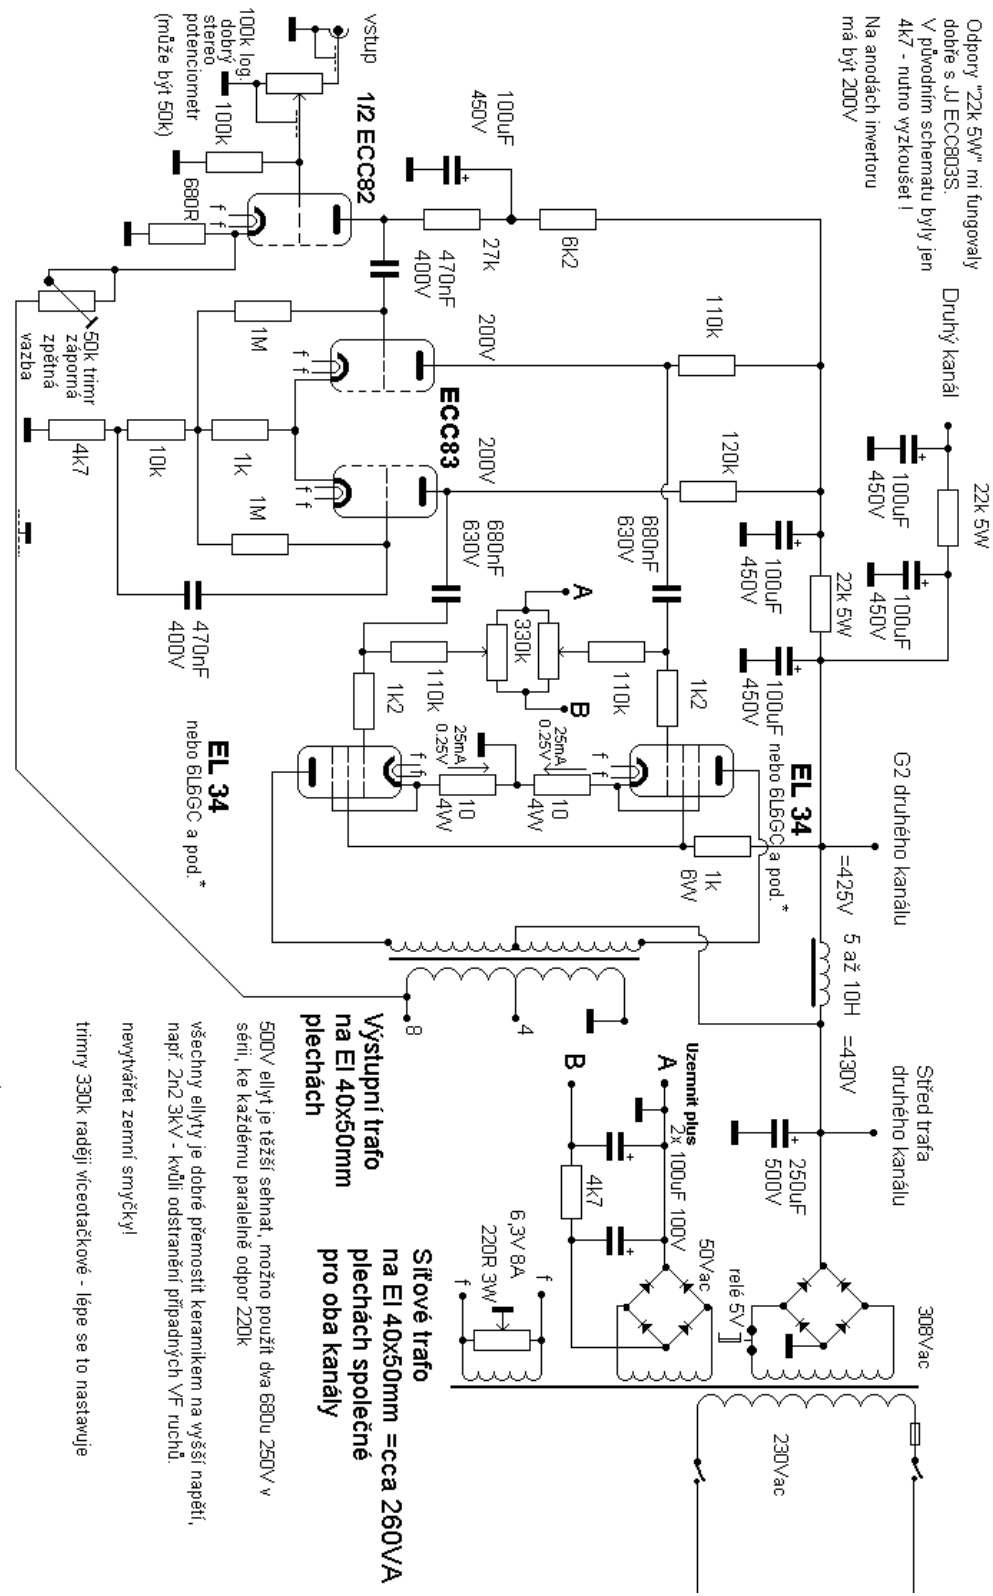 Odpory "22k 5W" mi fungovaly
dobře s JJ ECC803S.
V původním schematu byly jen
4k7 - nutno vyzkoušet !
Na anodách invertoru
má být 200V
Druhý kanál
22k 5W
100uF
450V
100uF
450V
G2 druhého kanálu
Střed trafa
druhého kanálu
308Vac
230Vac
=425V
5 až 10H
=430V
250uF
500V
relé 5V
22k 5W
100uF
450V
100uF
450V
110k
120k
6k2
27k
100uF
450V
vstup
100k log.
dobrý
stereo
potenciometr
(může být 50k)
1/2 ECC82
100k
680R
f
f
470nF
400V
200V
ECC83
200V
1M
f
f
f
f
1k
1M
10k
4k7
50k trimr
záporná
zpětná
vazba
470nF
400V
680nF
630V
680nF
630V
A
330k
B
110k
110k
1k2
1k2
EL 34
nebo 6L6GC a pod. *
f
f
25mA
0.25V
25mA
0.25V
10
4W
10
4W
1k
6W
f
f
EL 34
nebo 6L6GC a pod. *
8
4
Výstupní trafo
na EI 40x50mm
plechách
Uzemnit plus
A
B
2x 100uF 100V
4k7
50Vac
6,3V 8A
220R 3W
f
f
Síťové trafo
na EI 40x50mm =cca 260VA
plechách společné
pro oba kanály
500V ellyt je těžší sehnat, možno použít dva 680u 250V v
sérii, ke každému paralelně odpor 220k
všechny ellyty je dobré přemostit keramikem na vyšší napětí,
např. 2n2 3kV - kvůli odstranění případných VF ruchů.
nevytvářet zemní smyčky!
trimry 330k raději víceotačkové - lépe se to nastavuje